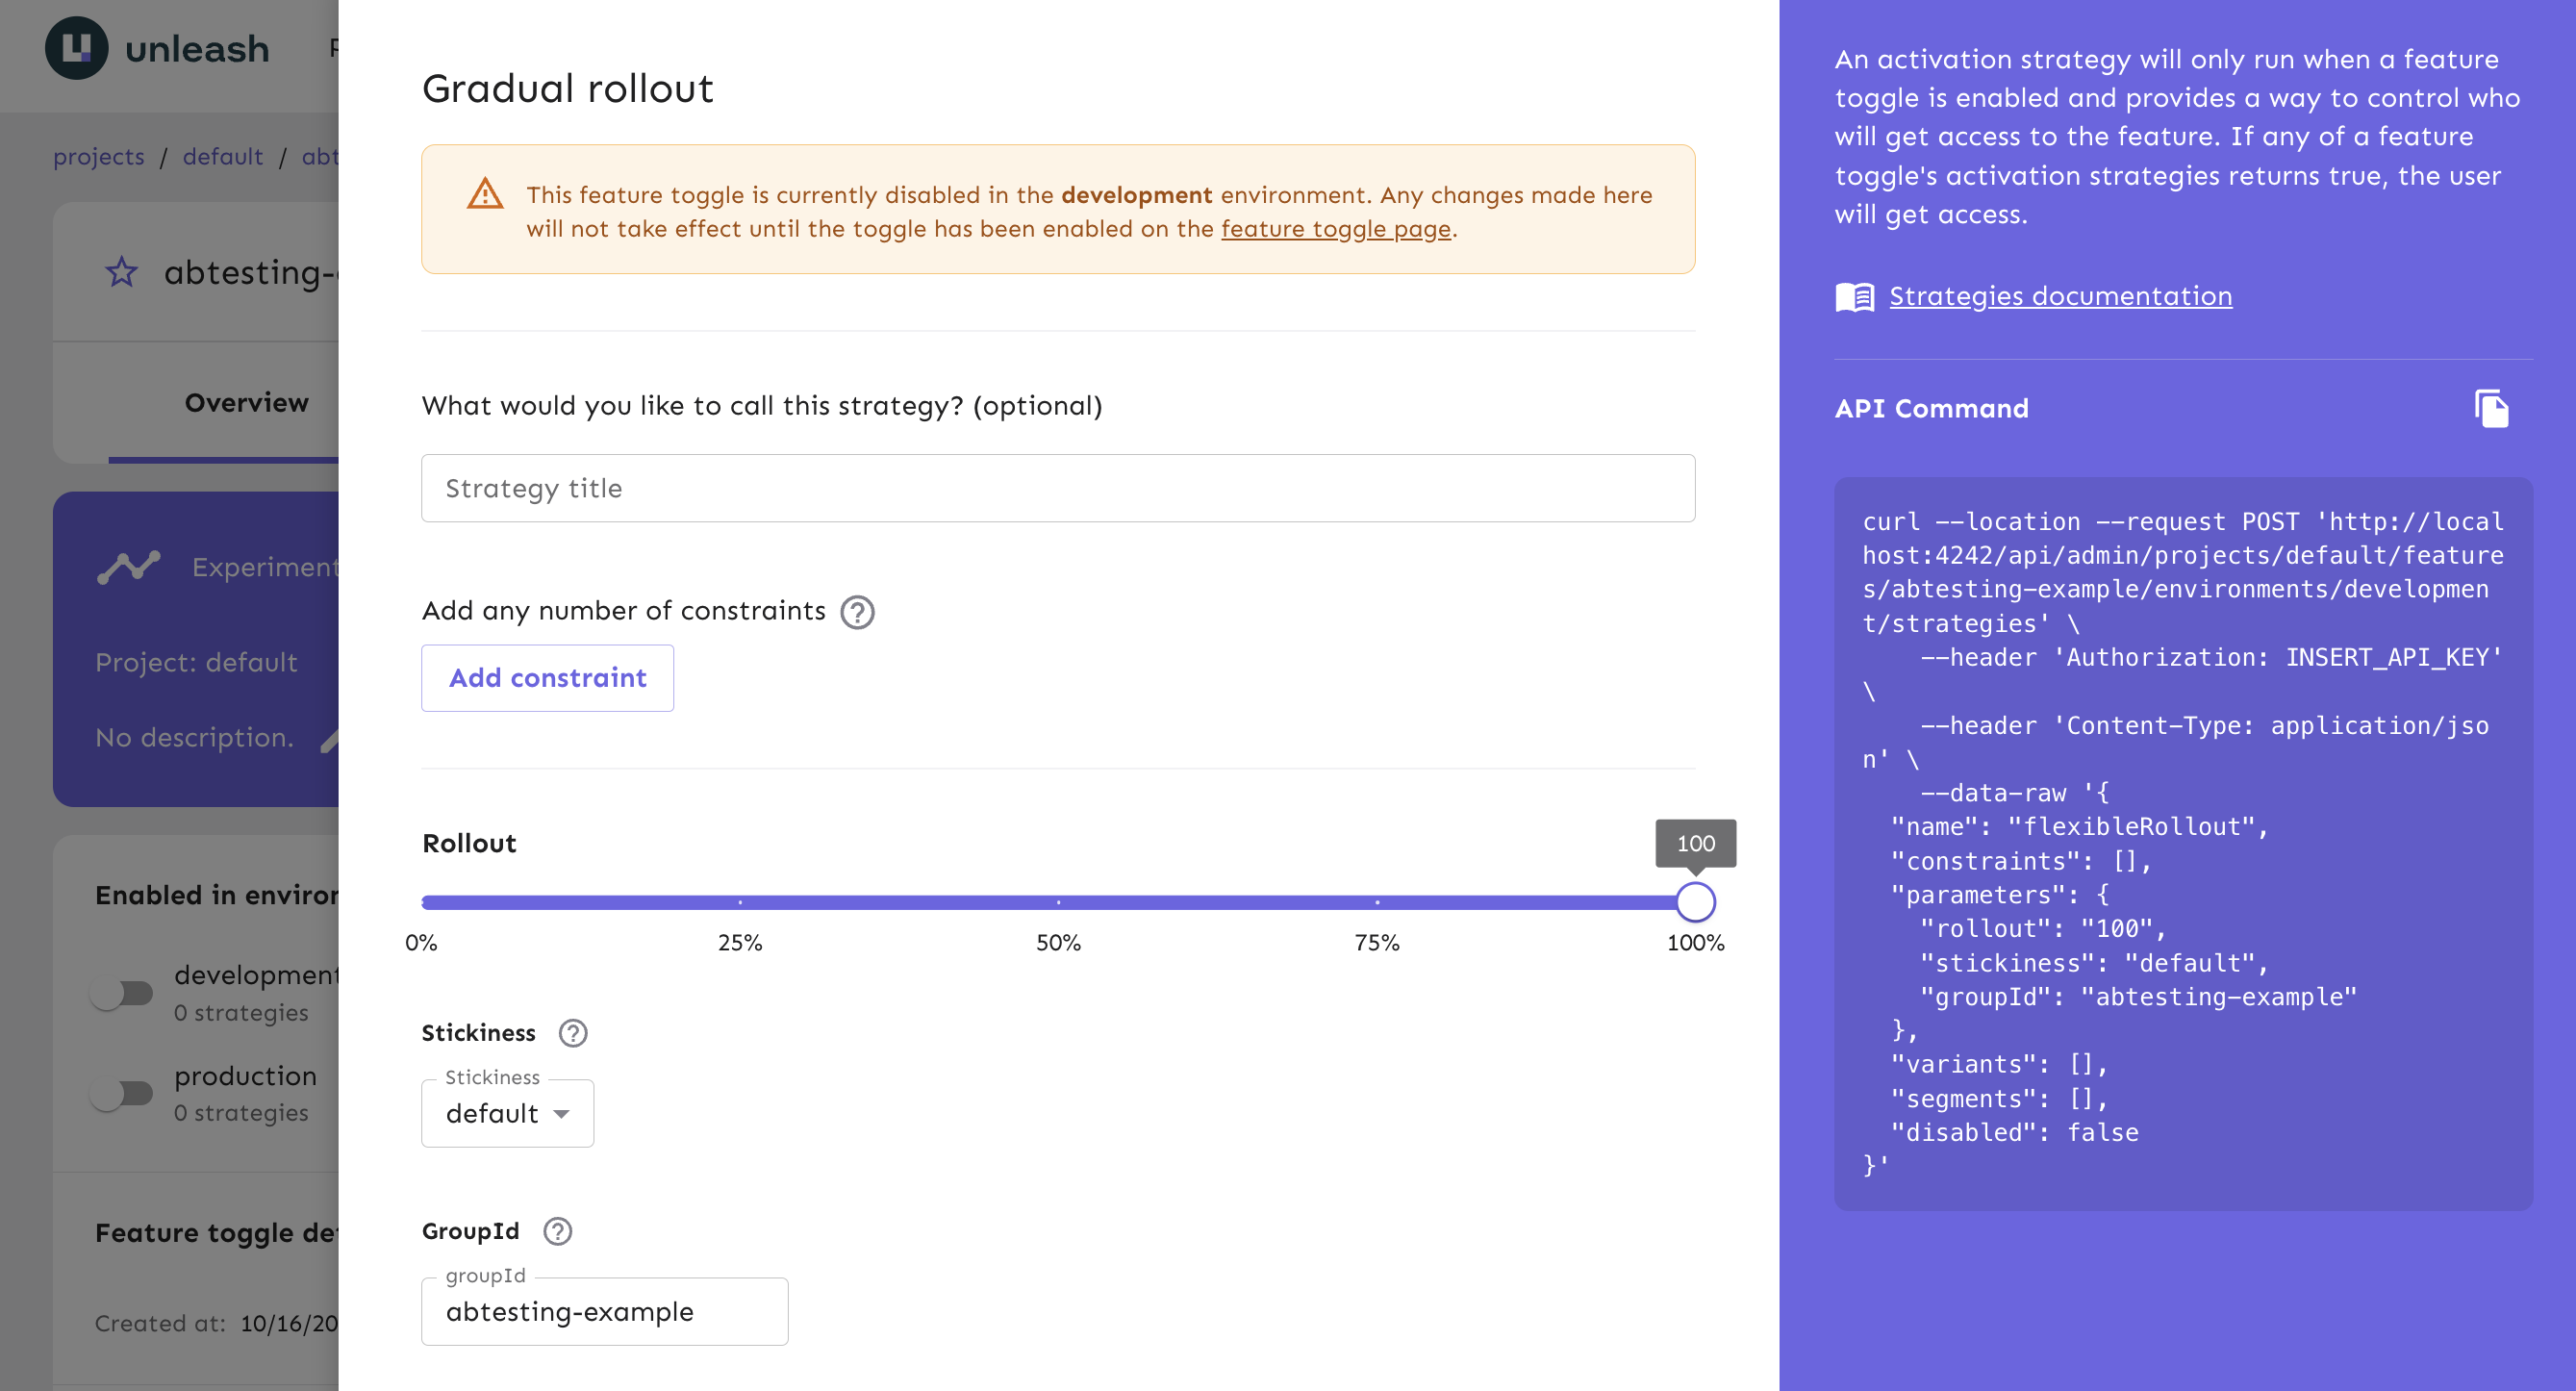 unleash
projects / default /
abtesting-
Overview
Experiment
Project: default
No description.
Enabled in
development
0 strategies
production
0 strategies
Feature toggle
Created at: 10/16/20
Gradual rollout
This feature toggle is currently disabled in the development environment. Any changes made here
will not take effect until the toggle has been enabled on the feature toggle page.
What would you like to call this strategy? (optional)
Strategy title
Add any number of constraints
Add constraint
Rollout
100
0% 25% 50% 75% 100%
Stickiness
Stickiness
default
GroupId
groupId
abtesting-example
An activation strategy will only run when a feature
toggle is enabled and provides a way to control who
will get access to the feature. If any of a feature
toggle's activation strategies returns true, the user
will get access.
Strategies documentation
API Command
curl --location --request POST 'http://local
host:4242/api/admin/projects/default/feature
s/abtesting-example/environments/developmen
t/strategies' \
--header 'Authorization: INSERT_API_KEY'
\
--header 'Content-Type: application/jso
n' \
--data-raw '{
"name": "flexibleRollout",
"constraints": [],
"parameters": {
"rollout": "100",
"stickiness": "default",
"groupId": "abtesting-example"
},
"variants": [],
"segments": [],
"disabled": false
}'